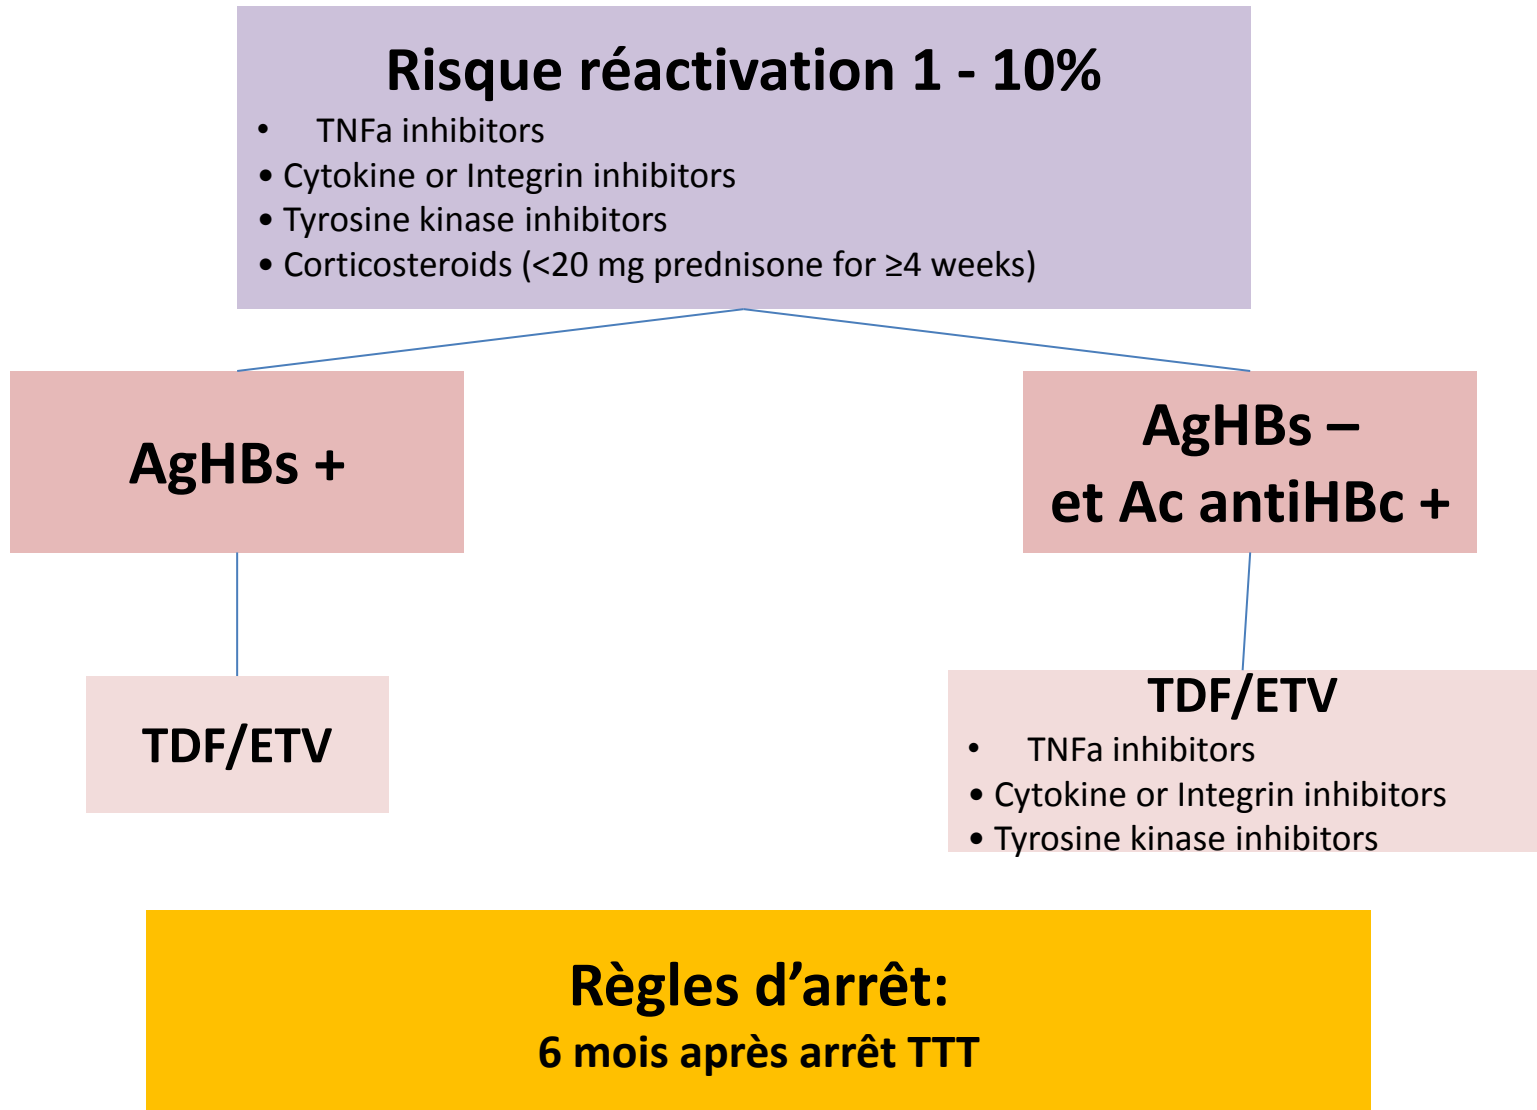 Risque réactivation 1 - 10%
• TNFa inhibitors
• Cytokine or Integrin inhibitors
• Tyrosine kinase inhibitors
• Corticosteroids (<20 mg prednisone for ≥4 weeks)
AgHBs +
AgHBs –
et Ac antiHBc +
TDF/ETV
TDF/ETV
• TNFa inhibitors
• Cytokine or Integrin inhibitors
• Tyrosine kinase inhibitors
Règles d’arrêt:
6 mois après arrêt TTT